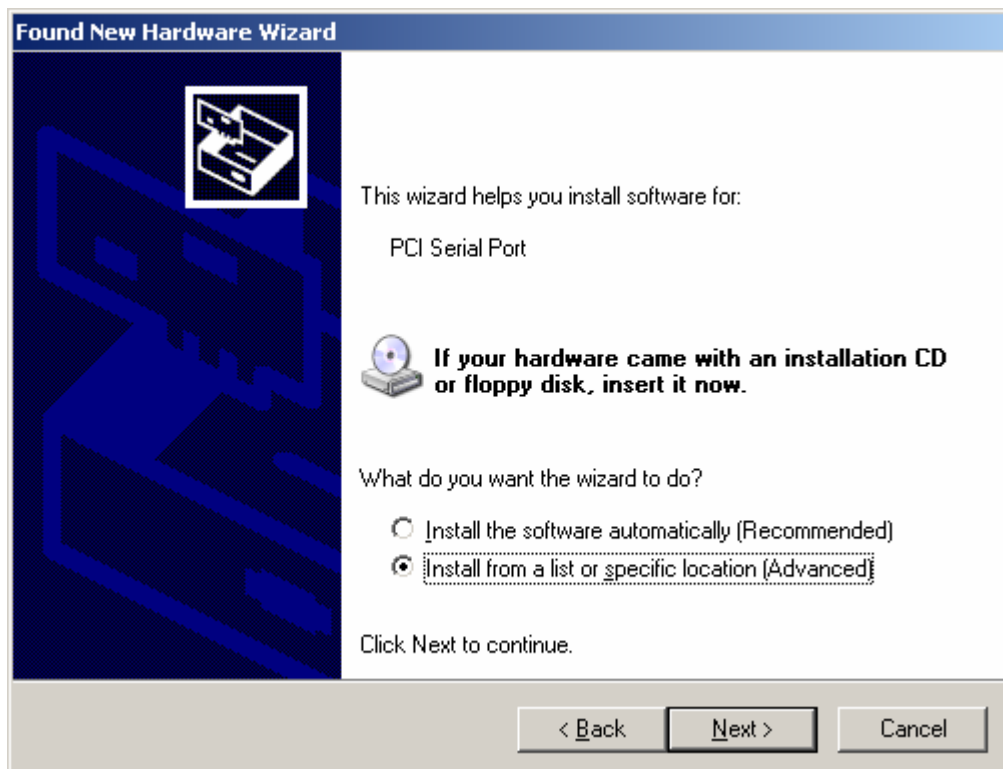 Found New Hardware Wizard
This wizard helps you install software for:
PCI Serial Port
If your hardware came with an installation CD
or floppy disk, insert it now.
What do you want the wizard to do?
Install the software automatically (Recommended)
Install from a list or specific location (Advanced)
Click Next to continue.
< Back Next > Cancel